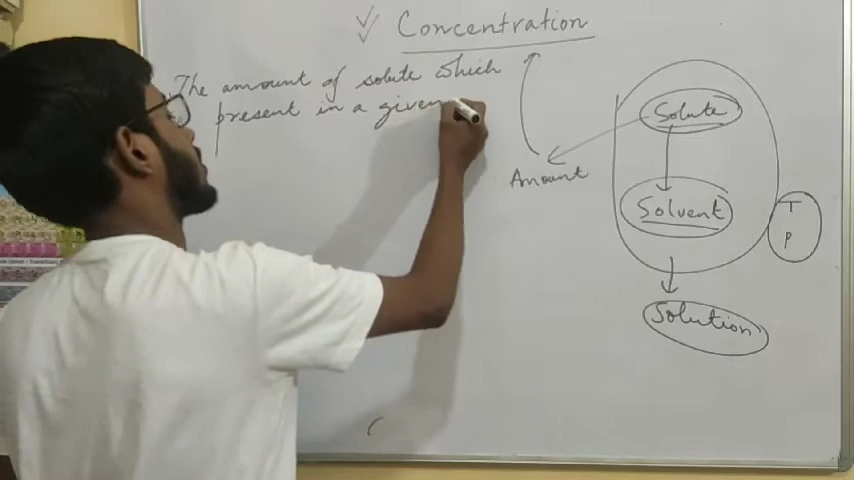 Concentration
The amount of solute which
present in a given
Amount
Solute
Solvent
T
P
Solution